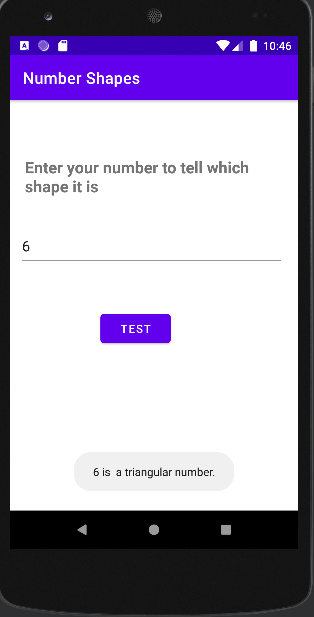 A 10:46
Number Shapes
Enter your number to tell which
shape it is
6
TEST
6 is  a triangular number.